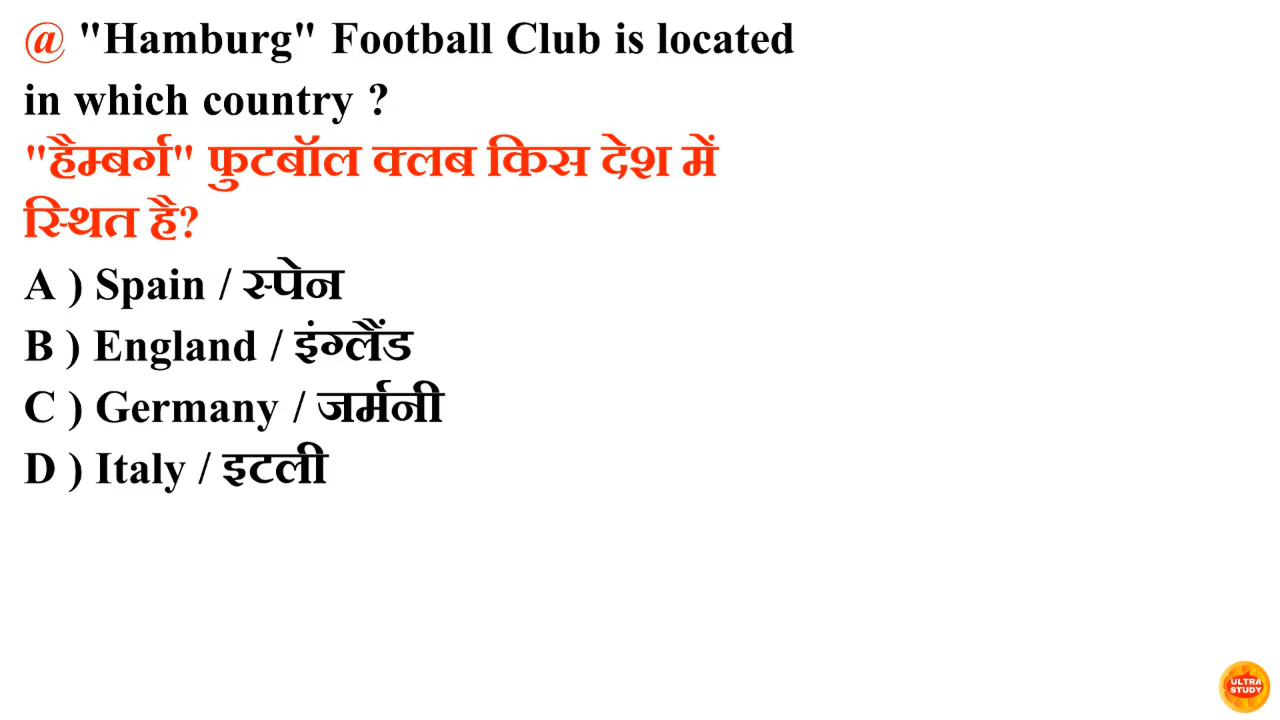 @ "Hamburg" Football Club is located
in which country ?
"हैम्बर्ग" फुटबॉल क्लब किस देश में
स्थित है?
A ) Spain / स्पेन
B ) England / इंग्लैंड
C ) Germany / जर्मनी
D ) Italy / इटली
ULTRA
STUDY